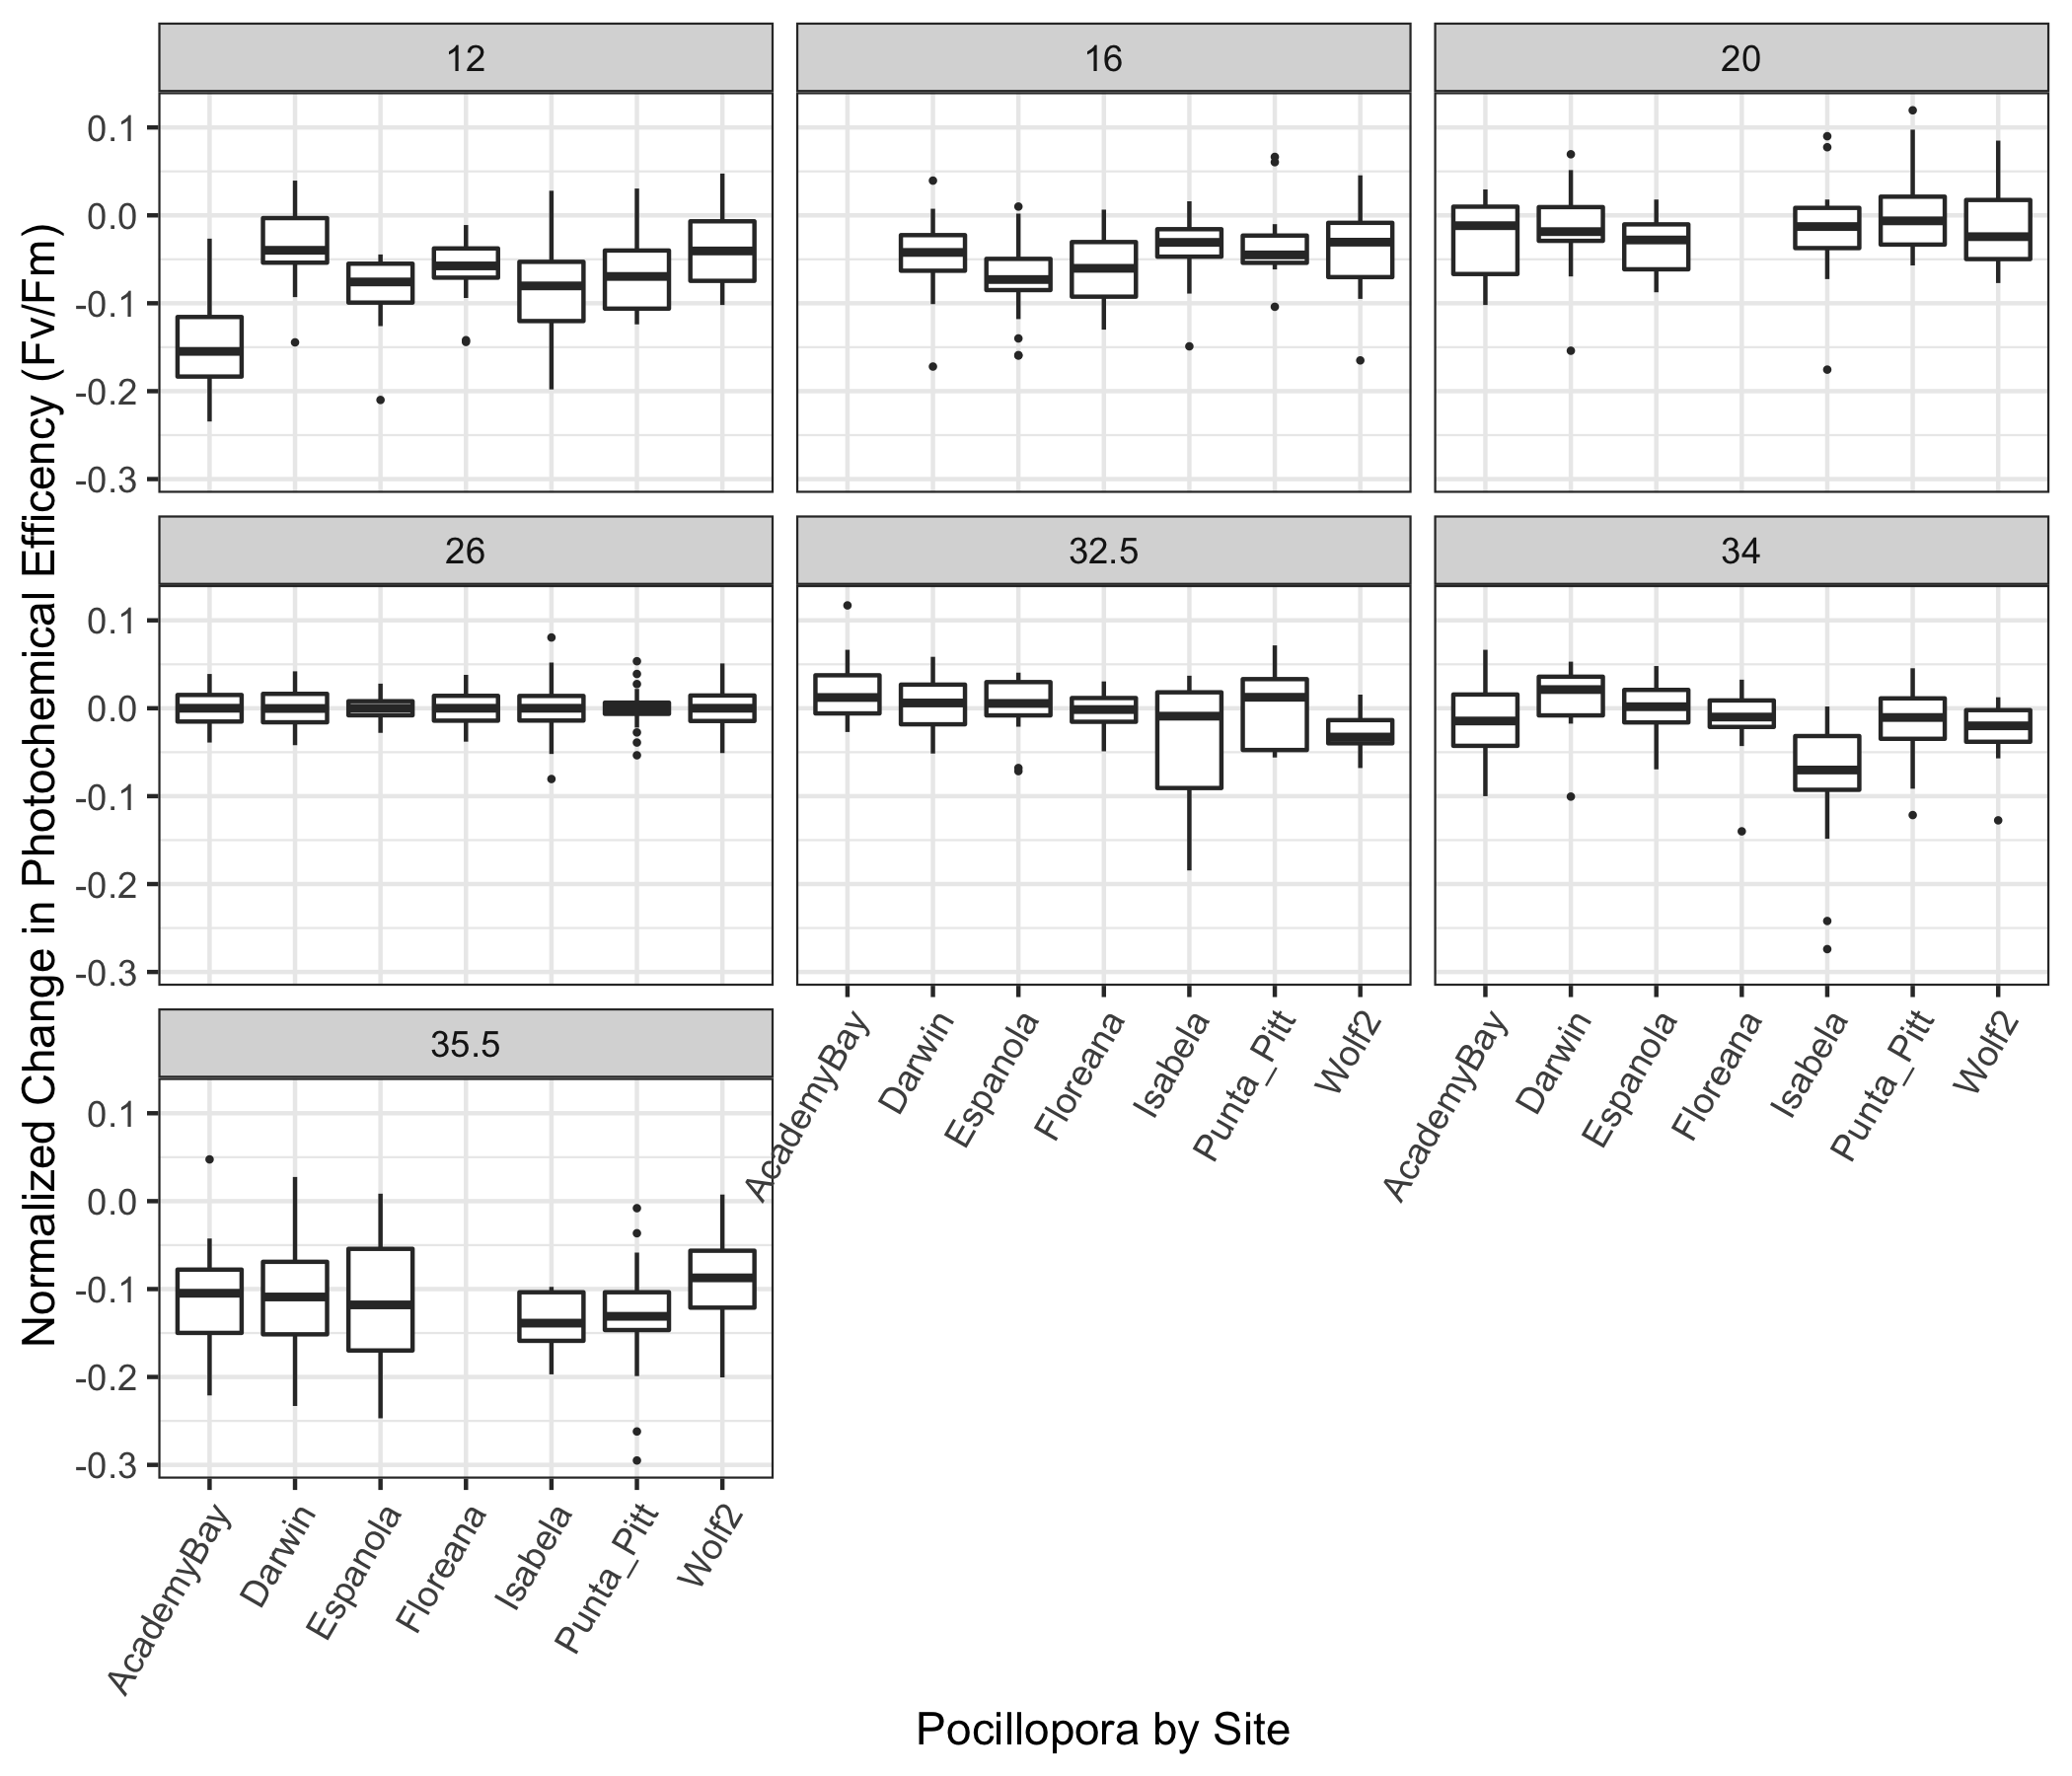 12
16
20
0.1
0.0
-0.1
-0.2
-0.3
26
32.5
34
0.1
0.0
-0.1
-0.2
-0.3
AcademyBay
Darwin
Espanola
Floreana
Isabela
Punta_Pitt
Wolf2
AcademyBay
Darwin
Espanola
Floreana
Isabela
Punta_Pitt
Wolf2
35.5
0.1
0.0
-0.1
-0.2
-0.3
AcademyBay
Darwin
Espanola
Floreana
Isabela
Punta_Pitt
Wolf2
Normalized Change in Photochemical Efficency (Fv/Fm)
Pocillopora by Site